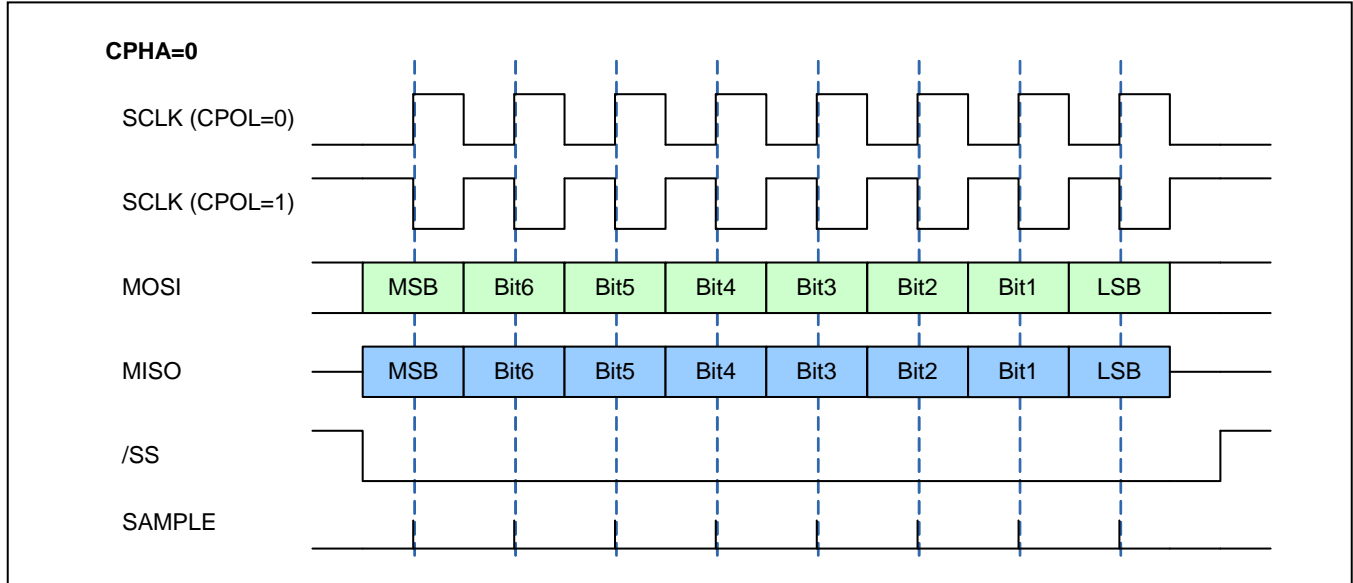 CPHA=0
SCLK (CPOL=0)
SCLK (CPOL=1)
MOSI MSB Bit6 Bit5 Bit4 Bit3 Bit2 Bit1 LSB
MISO MSB Bit6 Bit5 Bit4 Bit3 Bit2 Bit1 LSB
/SS
SAMPLE